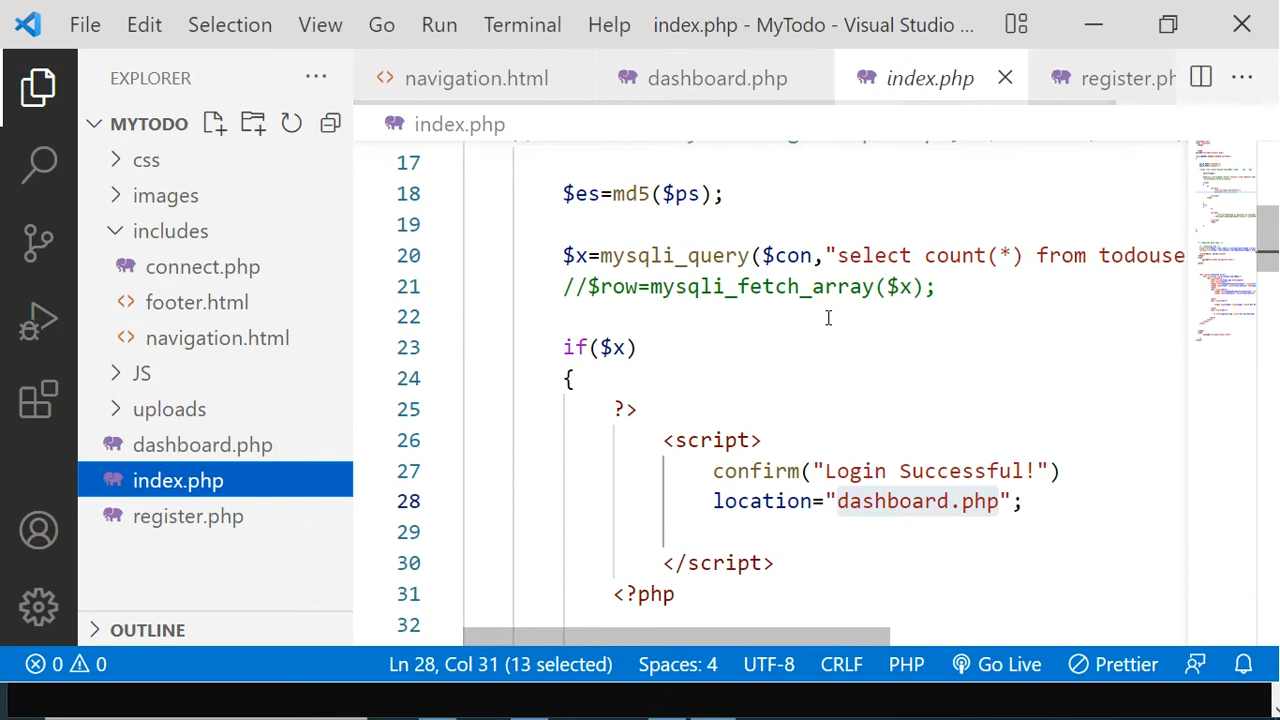 File Edit Selection View Go Run Terminal Help index.php - MyTodo - Visual Studio ...
EXPLORER
MYTODO
css
images
includes
connect.php
footer.html
navigation.html
JS
uploads
dashboard.php
index.php
register.php
OUTLINE
navigation.html dashboard.php index.php register.ph
index.php
17
18 $es=md5($ps);
19
20 $x=mysqli_query($con,"select count(*) from todouse
21 //$row=mysqli_fetch_array($x);
22
23 if($x)
24 {
25 ?>
26 <script>
27 confirm("Login Successful!")
28 location="dashboard.php";
29
30 </script>
31 <?php
32
0 0 Ln 28, Col 31 (13 selected) Spaces: 4 UTF-8 CRLF PHP Go Live Prettier